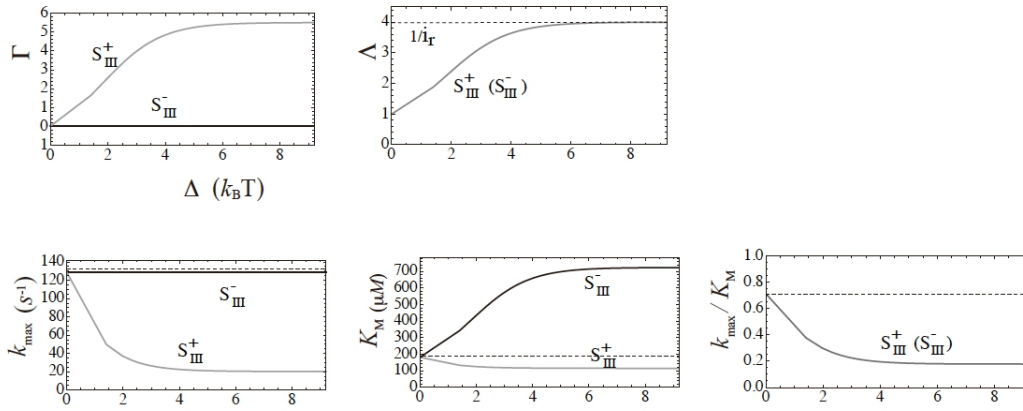 Γ
6
5
4
3
2
1
0
S⁺III
S⁻III
0 2 4 6 8
Δ (kBT)
Λ
4
3
2
1
0
1/ir
S⁺III (S⁻III)
0 2 4 6 8
kmax (S⁻¹)
140
120
100
80
60
40
20
0
S⁻III
S⁺III
0 2 4 6 8
KM (μM)
700
600
500
400
300
200
100
0
S⁻III
S⁺III
0 2 4 6 8
kmax / KM
1.0
0.8
0.6
0.4
0.2
0.0
S⁺III (S⁻III)
0 2 4 6 8